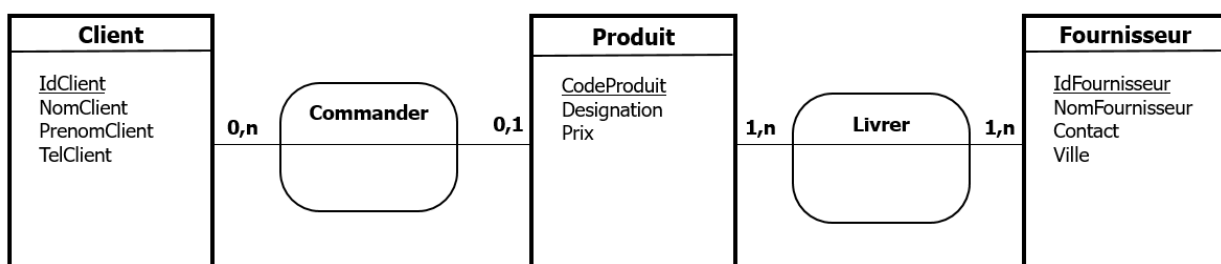 Client
IdClient
NomClient
PrenomClient
TelClient
0,n
Commander
0,1
Produit
CodeProduit
Designation
Prix
1,n
Livrer
1,n
Fournisseur
IdFournisseur
NomFournisseur
Contact
Ville